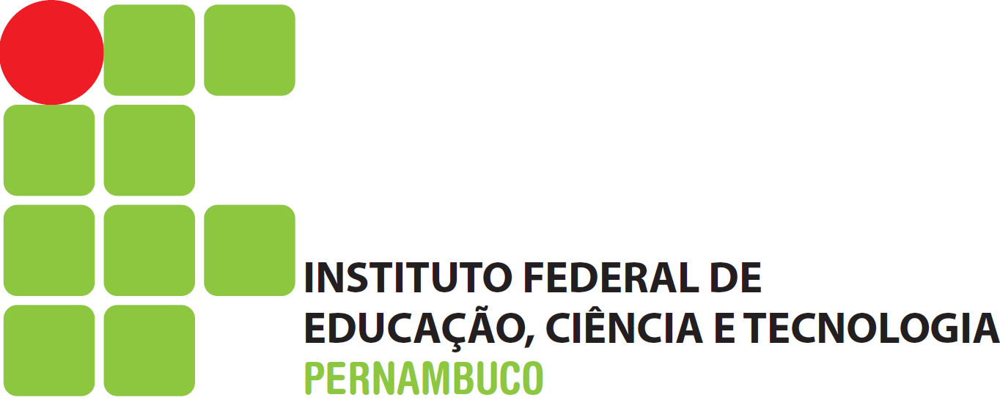 INSTITUTO FEDERAL DE
EDUCAÇÃO, CIÊNCIA E TECNOLOGIA
PERNAMBUCO